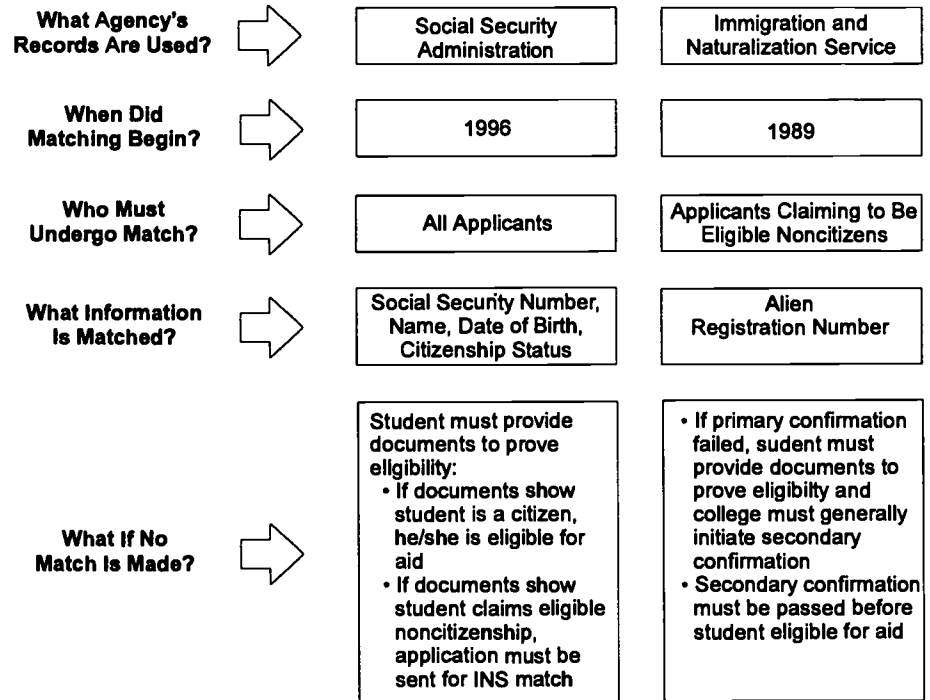 What Agency's
Records Are Used?
Social Security
Administration
Immigration and
Naturalization Service
When Did
Matching Begin?
1996
1989
Who Must
Undergo Match?
All Applicants
Applicants Claiming to Be
Eligible Noncitizens
What Information
Is Matched?
Social Security Number,
Name, Date of Birth,
Citizenship Status
Alien
Registration Number
What If No
Match Is Made?
Student must provide
documents to prove
eligibility:
• If documents show
student is a citizen,
he/she is eligible for
aid
• If documents show
student claims eligible
noncitizenship,
application must be
sent for INS match
• If primary confirmation
failed, sudent must
provide documents to
prove eligibilty and
college must generally
initiate secondary
confirmation
• Secondary confirmation
must be passed before
student eligible for aid